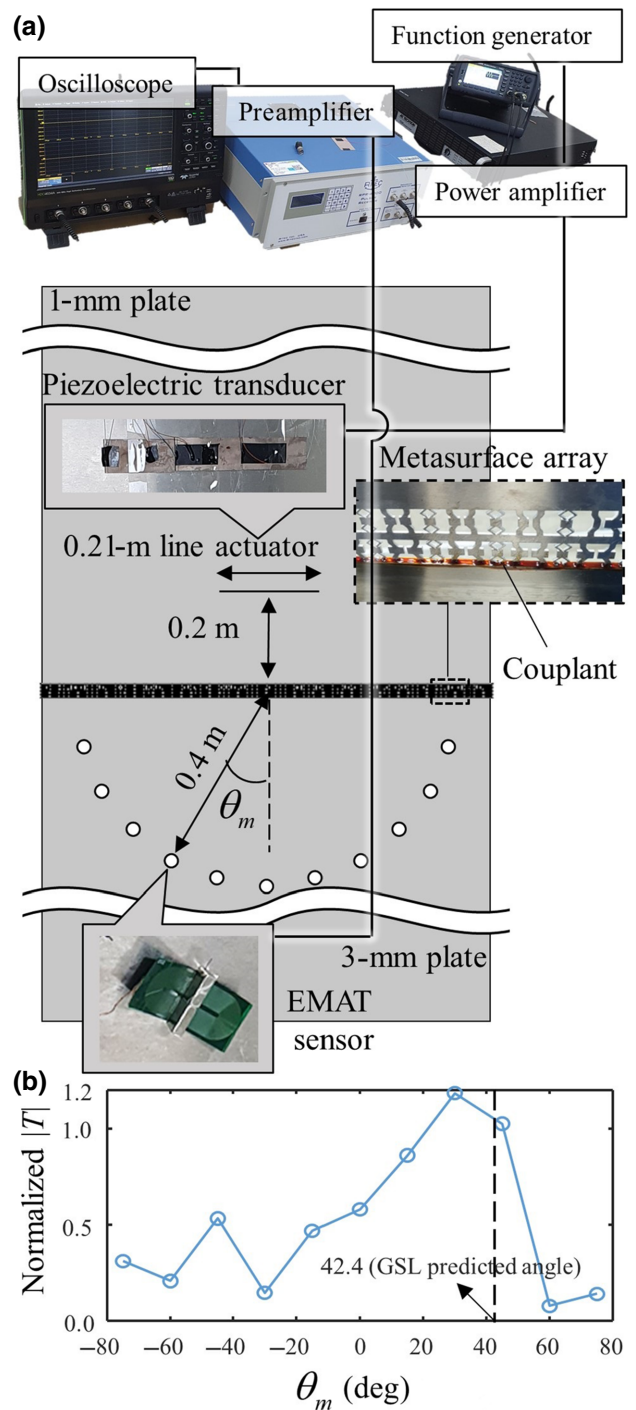 (a)
Function generator
Oscilloscope
Preamplifier
Power amplifier
1-mm plate
Piezoelectric transducer
Metasurface array
0.21-m line actuator
0.2 m
Couplant
0.4 m
θm
3-mm plate
EMAT
sensor
(b)
Normalized |T|
1.2
1.0
0.5
0.0
42.4 (GSL predicted angle)
−80 −60 −40 −20 0 20 40 60 80
θm (deg)